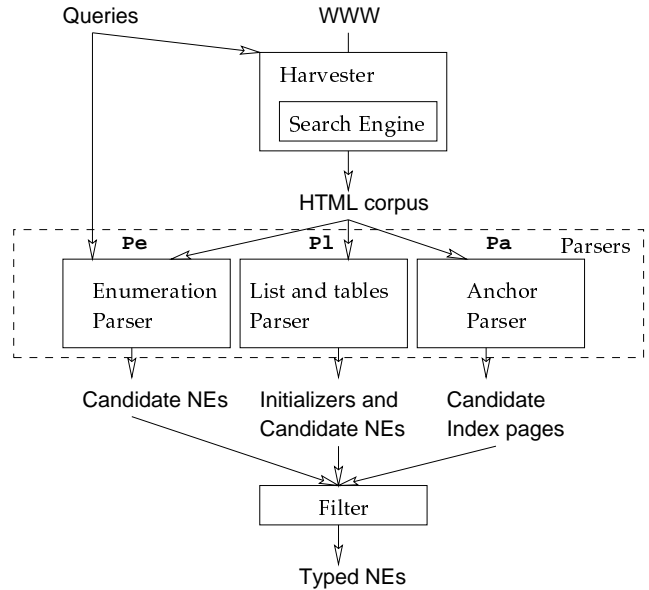 Queries
WWW
Harvester
Search Engine
HTML corpus
Pe
Pl
Pa
Parsers
Enumeration
Parser
List and tables
Parser
Anchor
Parser
Candidate NEs
Initializers and
Candidate NEs
Candidate
Index pages
Filter
Typed NEs